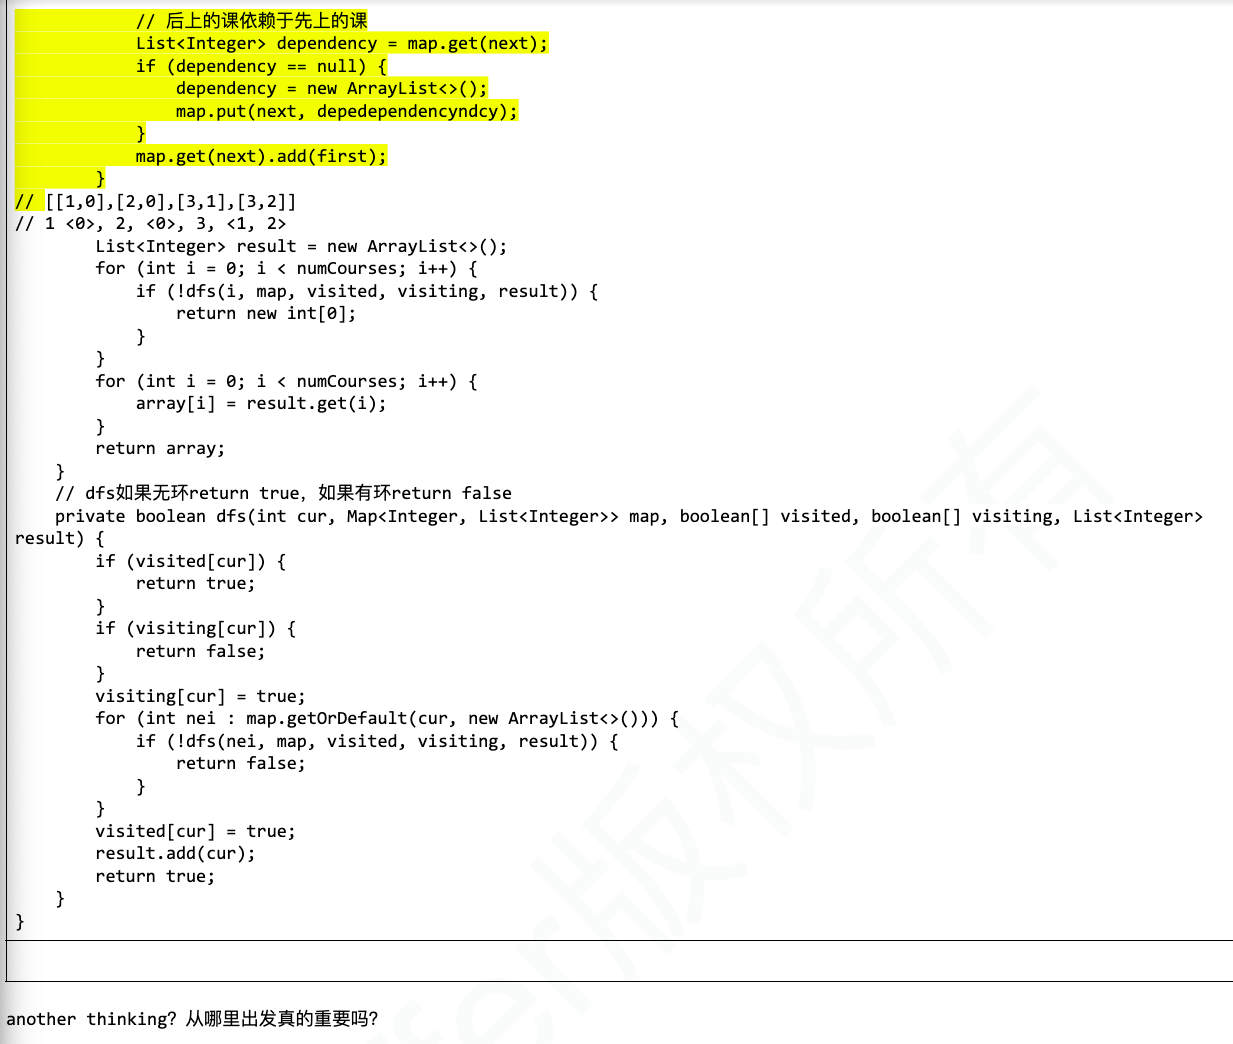 // 后上的课依赖于先上的课
List<Integer> dependency = map.get(next);
if (dependency == null) {
dependency = new ArrayList<>();
map.put(next, depedependencyndcy);
}
map.get(next).add(first);
}
// [[1,0],[2,0],[3,1],[3,2]]
// 1 <0>, 2, <0>, 3, <1, 2>
List<Integer> result = new ArrayList<>();
for (int i = 0; i < numCourses; i++) {
if (!dfs(i, map, visited, visiting, result)) {
return new int[0];
}
}
for (int i = 0; i < numCourses; i++) {
array[i] = result.get(i);
}
return array;
}
// dfs如果无环return true, 如果有环return false
private boolean dfs(int cur, Map<Integer, List<Integer>> map, boolean[] visited, boolean[] visiting, List<Integer>
result) {
if (visited[cur]) {
return true;
}
if (visiting[cur]) {
return false;
}
visiting[cur] = true;
for (int nei : map.getOrDefault(cur, new ArrayList<>())) {
if (!dfs(nei, map, visited, visiting, result)) {
return false;
}
}
visited[cur] = true;
result.add(cur);
return true;
}
}
another thinking? 从哪里出发真的重要吗?
版权所有